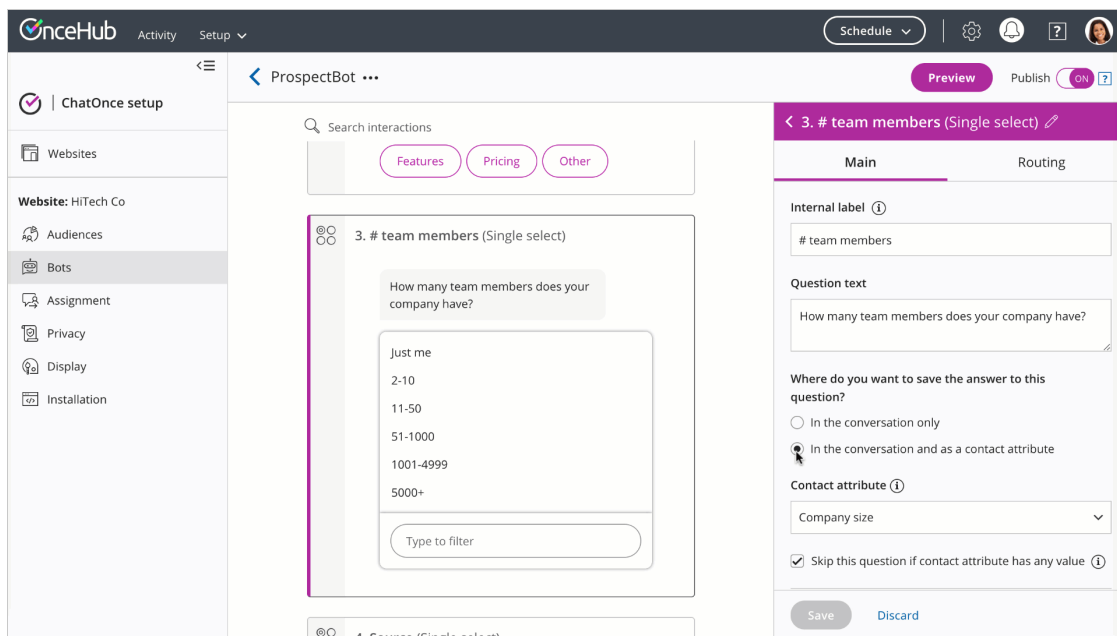 OnceHub
Activity
Setup
Schedule
?
ChatOnce setup
Websites
Website: HiTech Co
Audiences
Bots
Assignment
Privacy
Display
Installation
ProspectBot •••
Preview
Publish
ON
?
Search interactions
Features
Pricing
Other
3. # team members (Single select)
How many team members does your
company have?
Just me
2-10
11-50
51-1000
1001-4999
5000+
Type to filter
4. Source (Single select)
3. # team members (Single select)
Main
Routing
Internal label
# team members
Question text
How many team members does your company have?
Where do you want to save the answer to this
question?
In the conversation only
In the conversation and as a contact attribute
Contact attribute
Company size
Skip this question if contact attribute has any value
Save
Discard